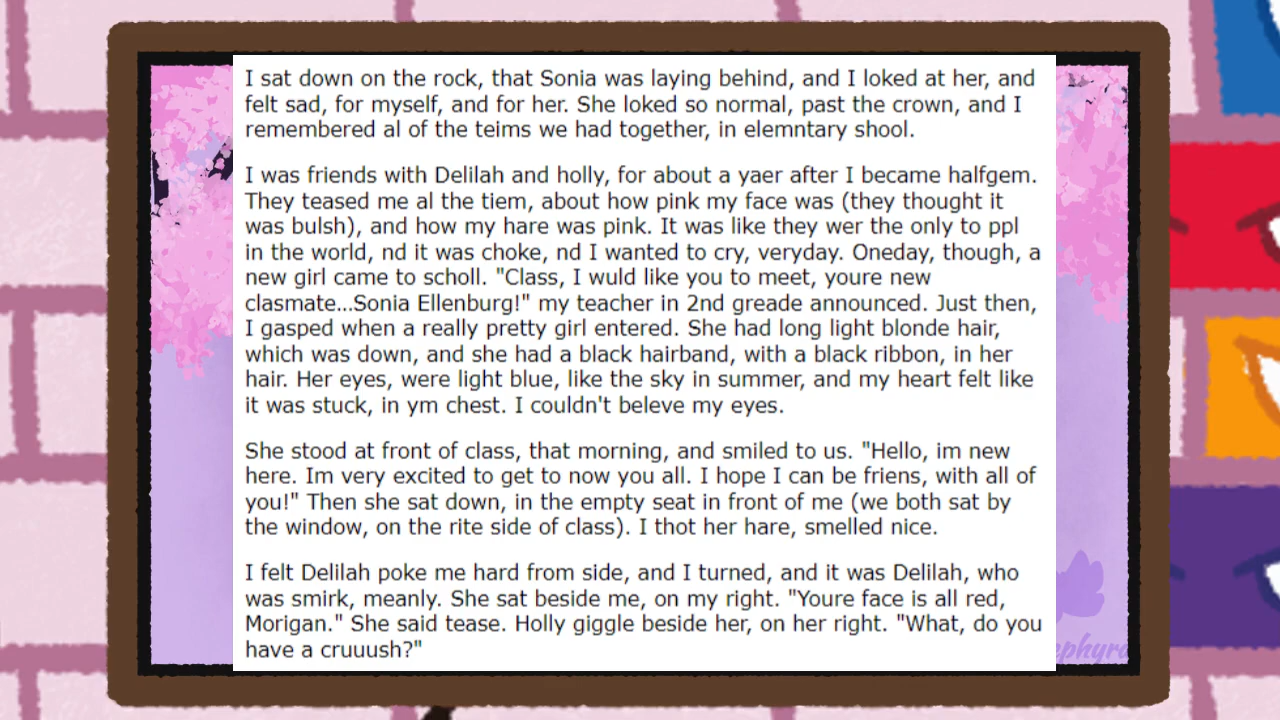 I sat down on the rock, that Sonia was laying behind, and I loked at her, and
felt sad, for myself, and for her. She loked so normal, past the crown, and I
remembered al of the teims we had together, in elemntary shool.
I was friends with Delilah and holly, for about a yaer after I became halfgem.
They teased me al the tiem, about how pink my face was (they thought it
was bulsh), and how my hare was pink. It was like they wer the only to ppl
in the world, nd it was choke, nd I wanted to cry, veryday. Oneday, though, a
new girl came to scholl. "Class, I wuld like you to meet, youre new
clasmate...Sonia Ellenburg!" my teacher in 2nd greade announced. Just then,
I gasped when a really pretty girl entered. She had long light blonde hair,
which was down, and she had a black hairband, with a black ribbon, in her
hair. Her eyes, were light blue, like the sky in summer, and my heart felt like
it was stuck, in ym chest. I couldn't beleve my eyes.
She stood at front of class, that morning, and smiled to us. "Hello, im new
here. Im very excited to get to now you all. I hope I can be friens, with all of
you!" Then she sat down, in the empty seat in front of me (we both sat by
the window, on the rite side of class). I thot her hare, smelled nice.
I felt Delilah poke me hard from side, and I turned, and it was Delilah, who
was smirk, meanly. She sat beside me, on my right. "Youre face is all red,
Morigan." She said tease. Holly giggle beside her, on her right. "What, do you
have a cruuush?"